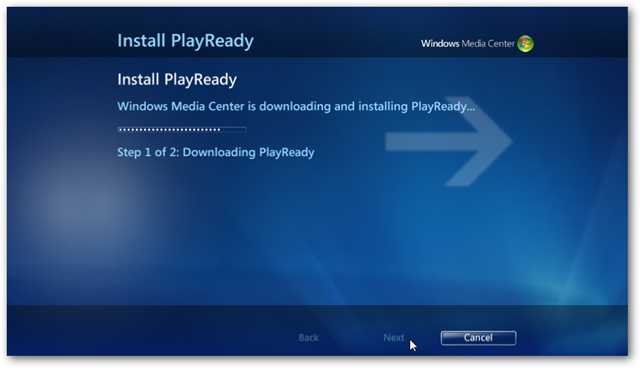 Install PlayReady
Windows Media Center
Install PlayReady
Windows Media Center is downloading and installing PlayReady...
Step 1 of 2: Downloading PlayReady
Back
Next
Cancel